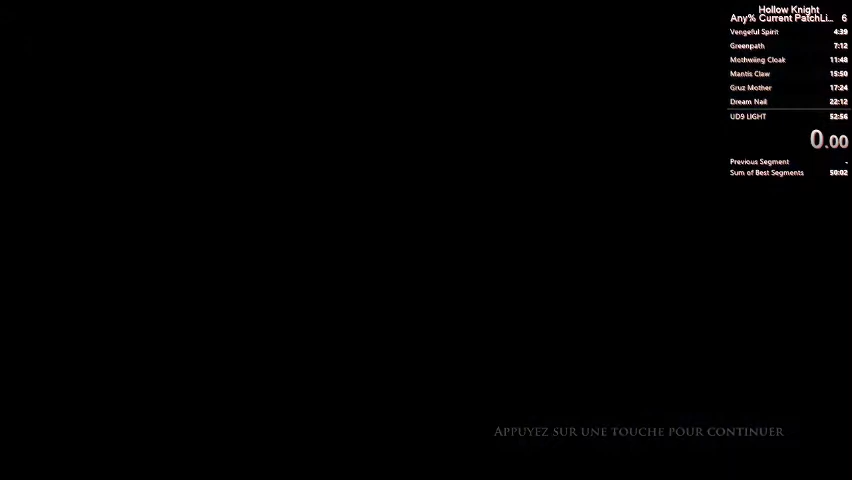 Hollow Knight
Any% Current PatchLi... 6
Vengeful Spirit 4:39
Greenpath 7:12
Mothwiing Cloak 11:48
Mantis Claw 15:50
Gruz Mother 17:24
Dream Nail 22:12
UD9 LIGHT 52:56
0.00
Previous Segment -
Sum of Best Segments 50:02
Appuyez sur une touche pour continuer